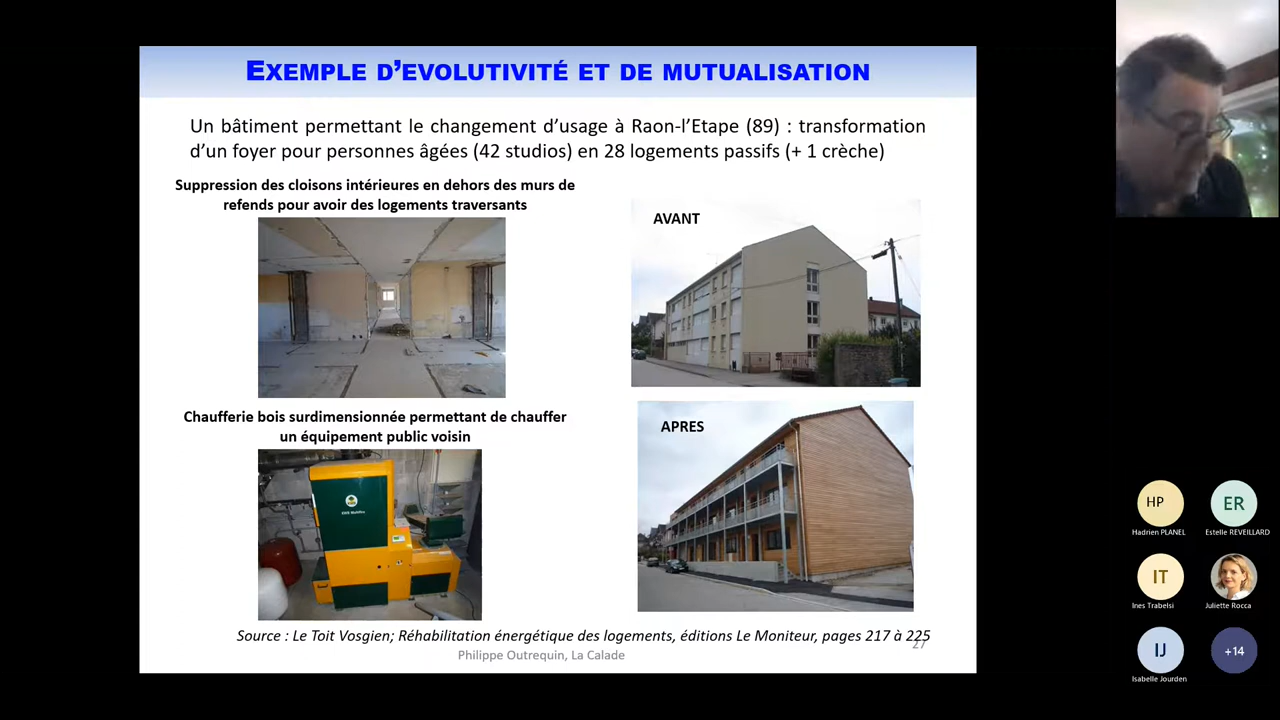 EXEMPLE D'EVOLUTIVITÉ ET DE MUTUALISATION
Un bâtiment permettant le changement d'usage à Raon-l'Etape (89) : transformation
d'un foyer pour personnes âgées (42 studios) en 28 logements passifs (+ 1 crèche)
Suppression des cloisons intérieures en dehors des murs de
refends pour avoir des logements traversants
AVANT
Chaufferie bois surdimensionnée permettant de chauffer
un équipement public voisin
APRES
Source : Le Toit Vosgien; Réhabilitation énergétique des logements, éditions Le Moniteur, pages 217 à 225
27
Philippe Outrequin, La Calade
HP
ER
Hadrien PLANEL
Estelle REVEILLARD
IT
Ines Trabelsi
Juliette Rocca
IJ
+14
Isabelle Jourden